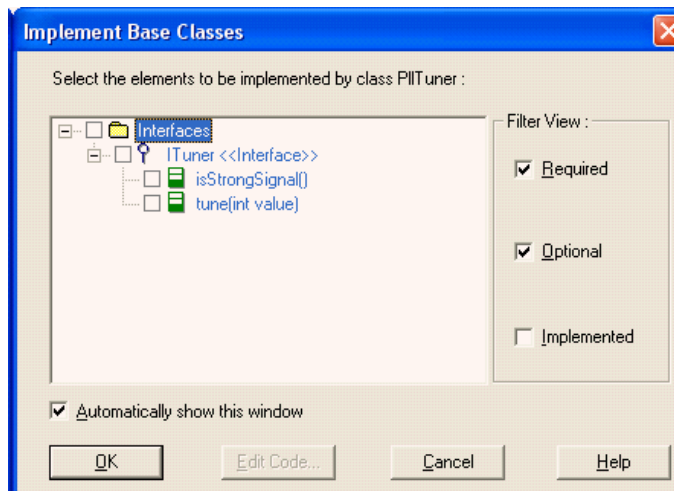 Implement Base Classes
Select the elements to be implemented by class PIITuner :
Interfaces
ITuner <<Interface>>
isStrongSignal()
tune(int value)
Filter View :
Required
Optional
Implemented
Automatically show this window
OK
Edit Code...
Cancel
Help